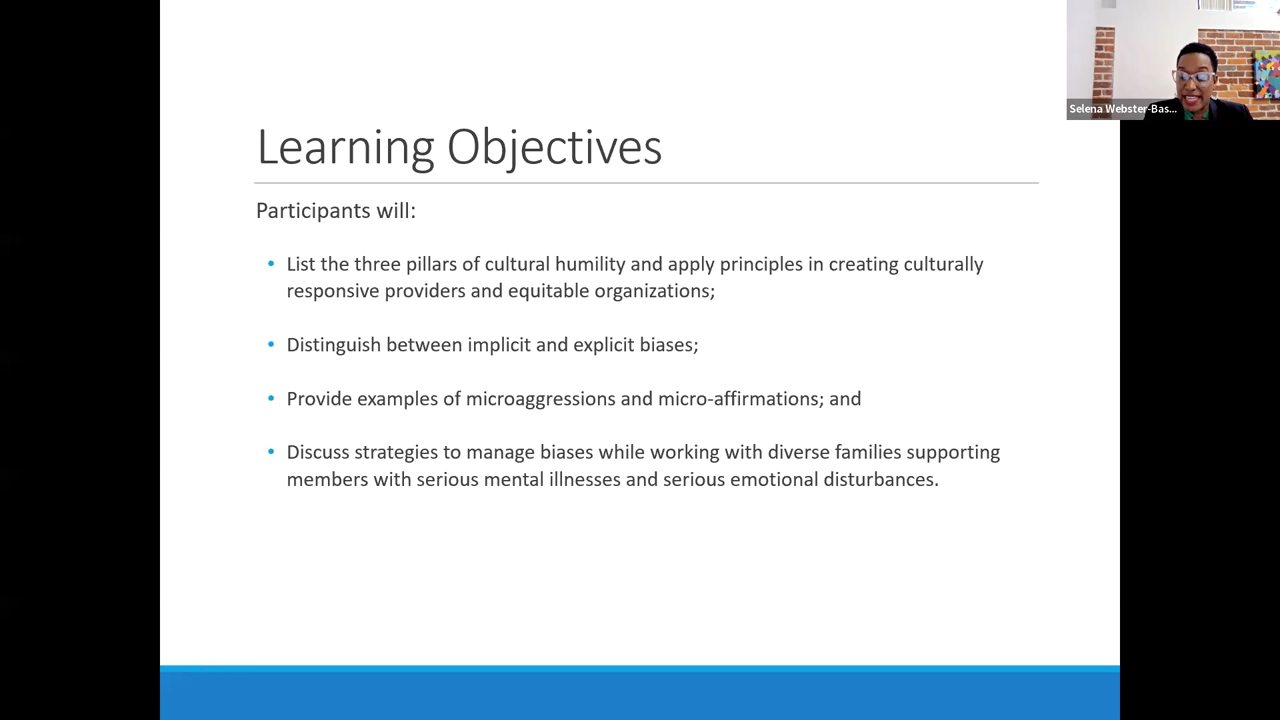 Selena Webster-Bas...
Learning Objectives
Participants will:
• List the three pillars of cultural humility and apply principles in creating culturally
responsive providers and equitable organizations;
• Distinguish between implicit and explicit biases;
• Provide examples of microaggressions and micro-affirmations; and
• Discuss strategies to manage biases while working with diverse families supporting
members with serious mental illnesses and serious emotional disturbances.